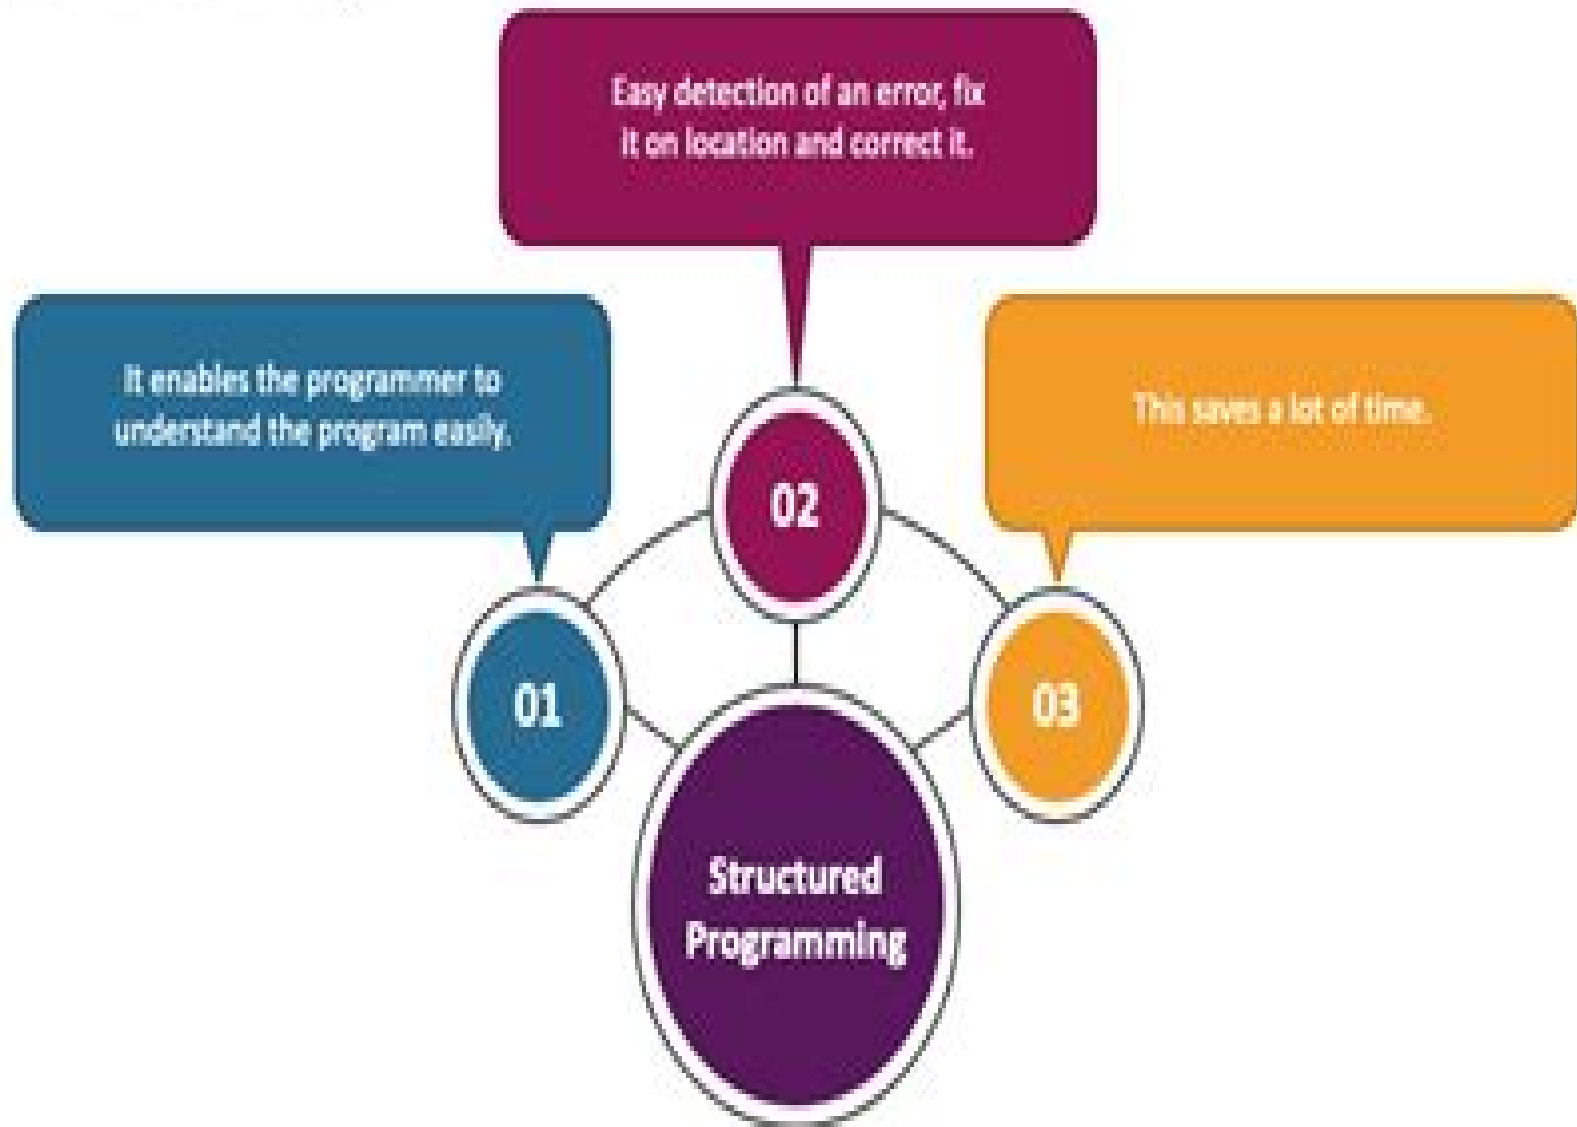 Easy detection of an error, fix
it on location and correct it.
It enables the programmer to
understand the program easily.
This saves a lot of time.
02
01
03
Structured
Programming